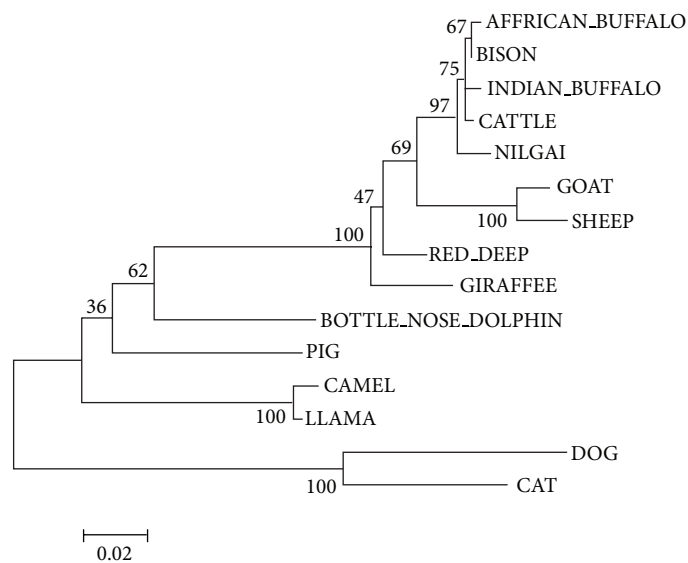 67
AFFRICAN_BUFFALO
BISON
75
INDIAN_BUFFALO
97
CATTLE
69
NILGAI
GOAT
47
100
SHEEP
100
RED_DEEP
62
GIRAFFEE
36
BOTTLE_NOSE_DOLPHIN
PIG
CAMEL
100
LLAMA
DOG
100
CAT
0.02